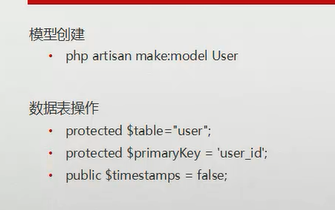 模型创建
• php artisan make:model User
数据表操作
• protected $table="user";
• protected $primaryKey = 'user_id';
• public $timestamps = false;